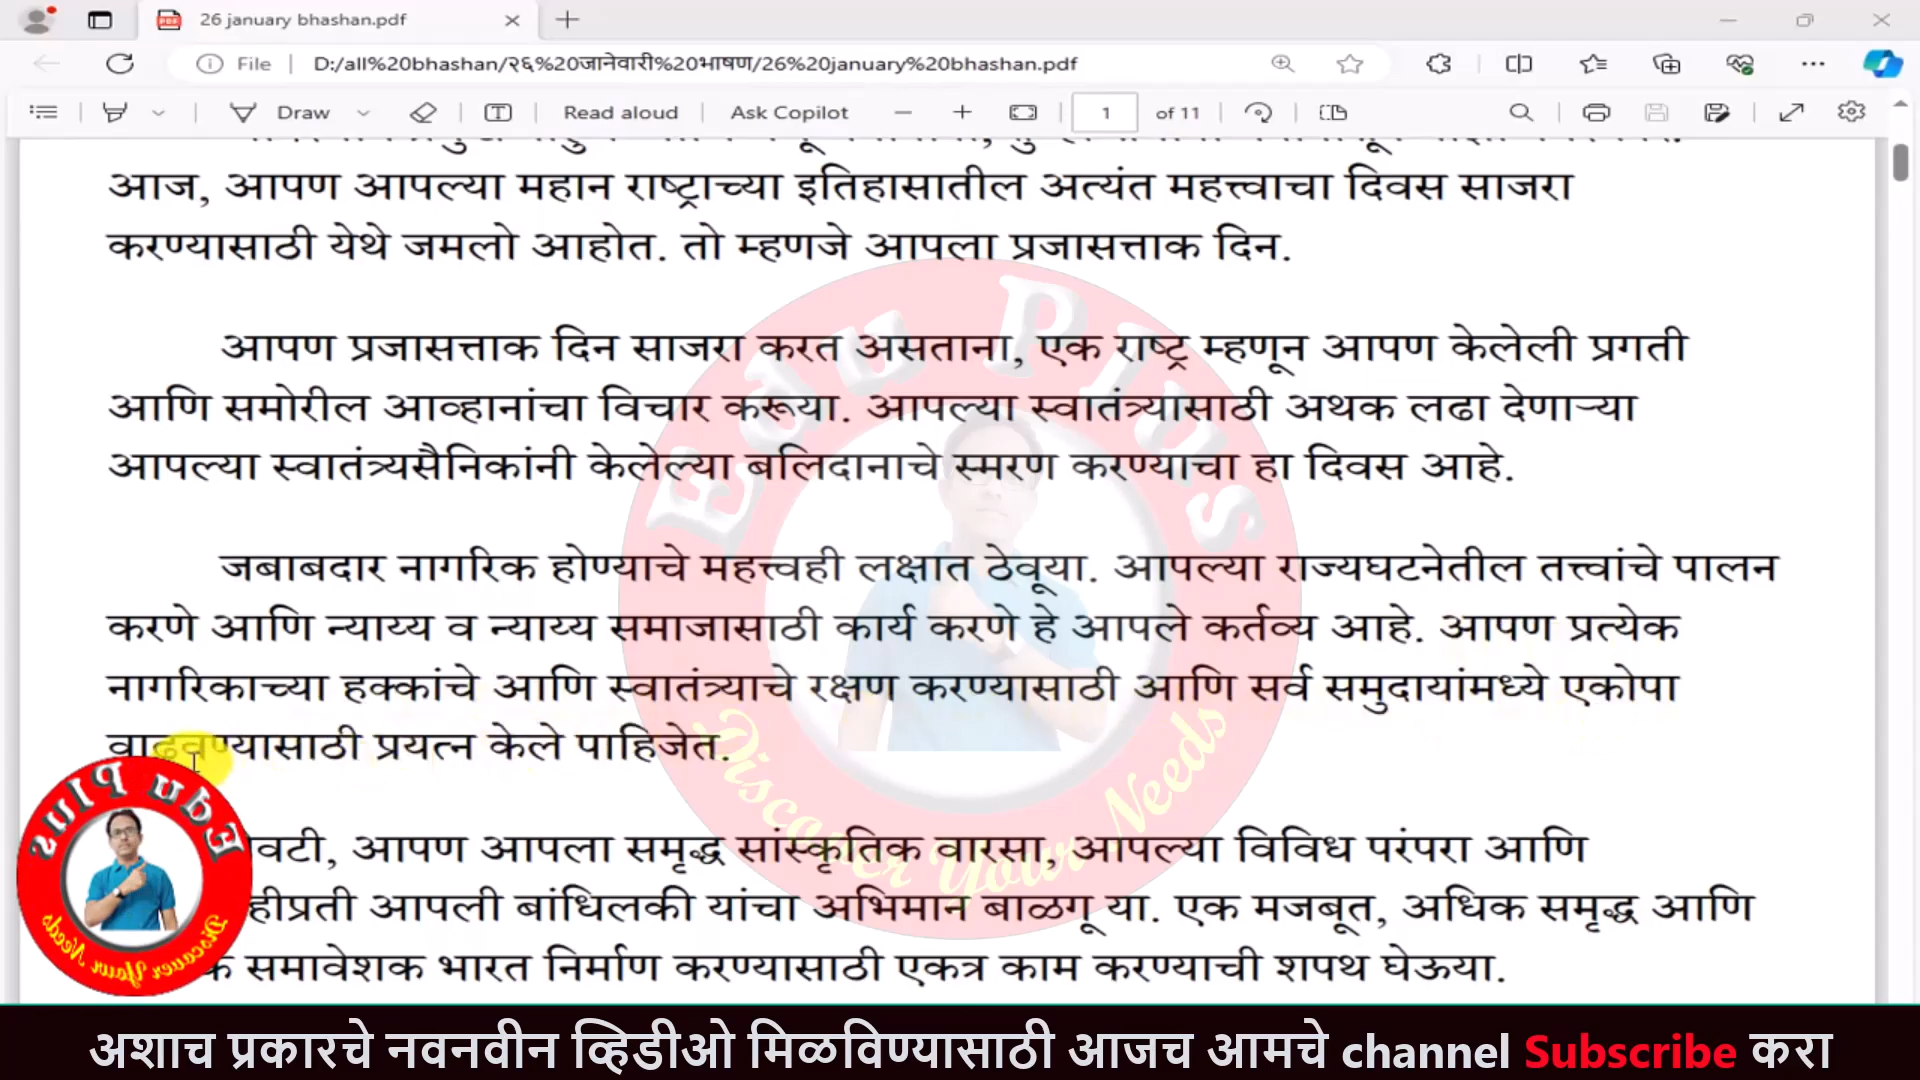 26 january bhashan.pdf
File D:/all%20bhashan/२६%20जानेवारी%20भाषण/26%20january%20bhashan.pdf
Draw Read aloud Ask Copilot 1 of 11
आज, आपण आपल्या महान राष्ट्राच्या इतिहासातील अत्यंत महत्त्वाचा दिवस साजरा
करण्यासाठी येथे जमलो आहोत. तो म्हणजे आपला प्रजासत्ताक दिन.
आपण प्रजासत्ताक दिन साजरा करत असताना, एक राष्ट्र म्हणून आपण केलेली प्रगती
आणि समोरील आव्हानांचा विचार करूया. आपल्या स्वातंत्र्यासाठी अथक लढा देणाऱ्या
आपल्या स्वातंत्र्यसैनिकांनी केलेल्या बलिदानाचे स्मरण करण्याचा हा दिवस आहे.
जबाबदार नागरिक होण्याचे महत्त्वही लक्षात ठेवूया. आपल्या राज्यघटनेतील तत्त्वांचे पालन
करणे आणि न्याय्य व न्याय्य समाजासाठी कार्य करणे हे आपले कर्तव्य आहे. आपण प्रत्येक
नागरिकाच्या हक्कांचे आणि स्वातंत्र्याचे रक्षण करण्यासाठी आणि सर्व समुदायांमध्ये एकोपा
वाढवण्यासाठी प्रयत्न केले पाहिजेत.
वटी, आपण आपला समृद्ध सांस्कृतिक वारसा, आपल्या विविध परंपरा आणि
हीप्रती आपली बांधिलकी यांचा अभिमान बाळगू या. एक मजबूत, अधिक समृद्ध आणि
क समावेशक भारत निर्माण करण्यासाठी एकत्र काम करण्याची शपथ घेऊया.
Edu Plus
Discover Your Needs
Edu Plus
Discover Your Needs
अशाच प्रकारचे नवनवीन व्हिडीओ मिळविण्यासाठी आजच आमचे channel Subscribe करा